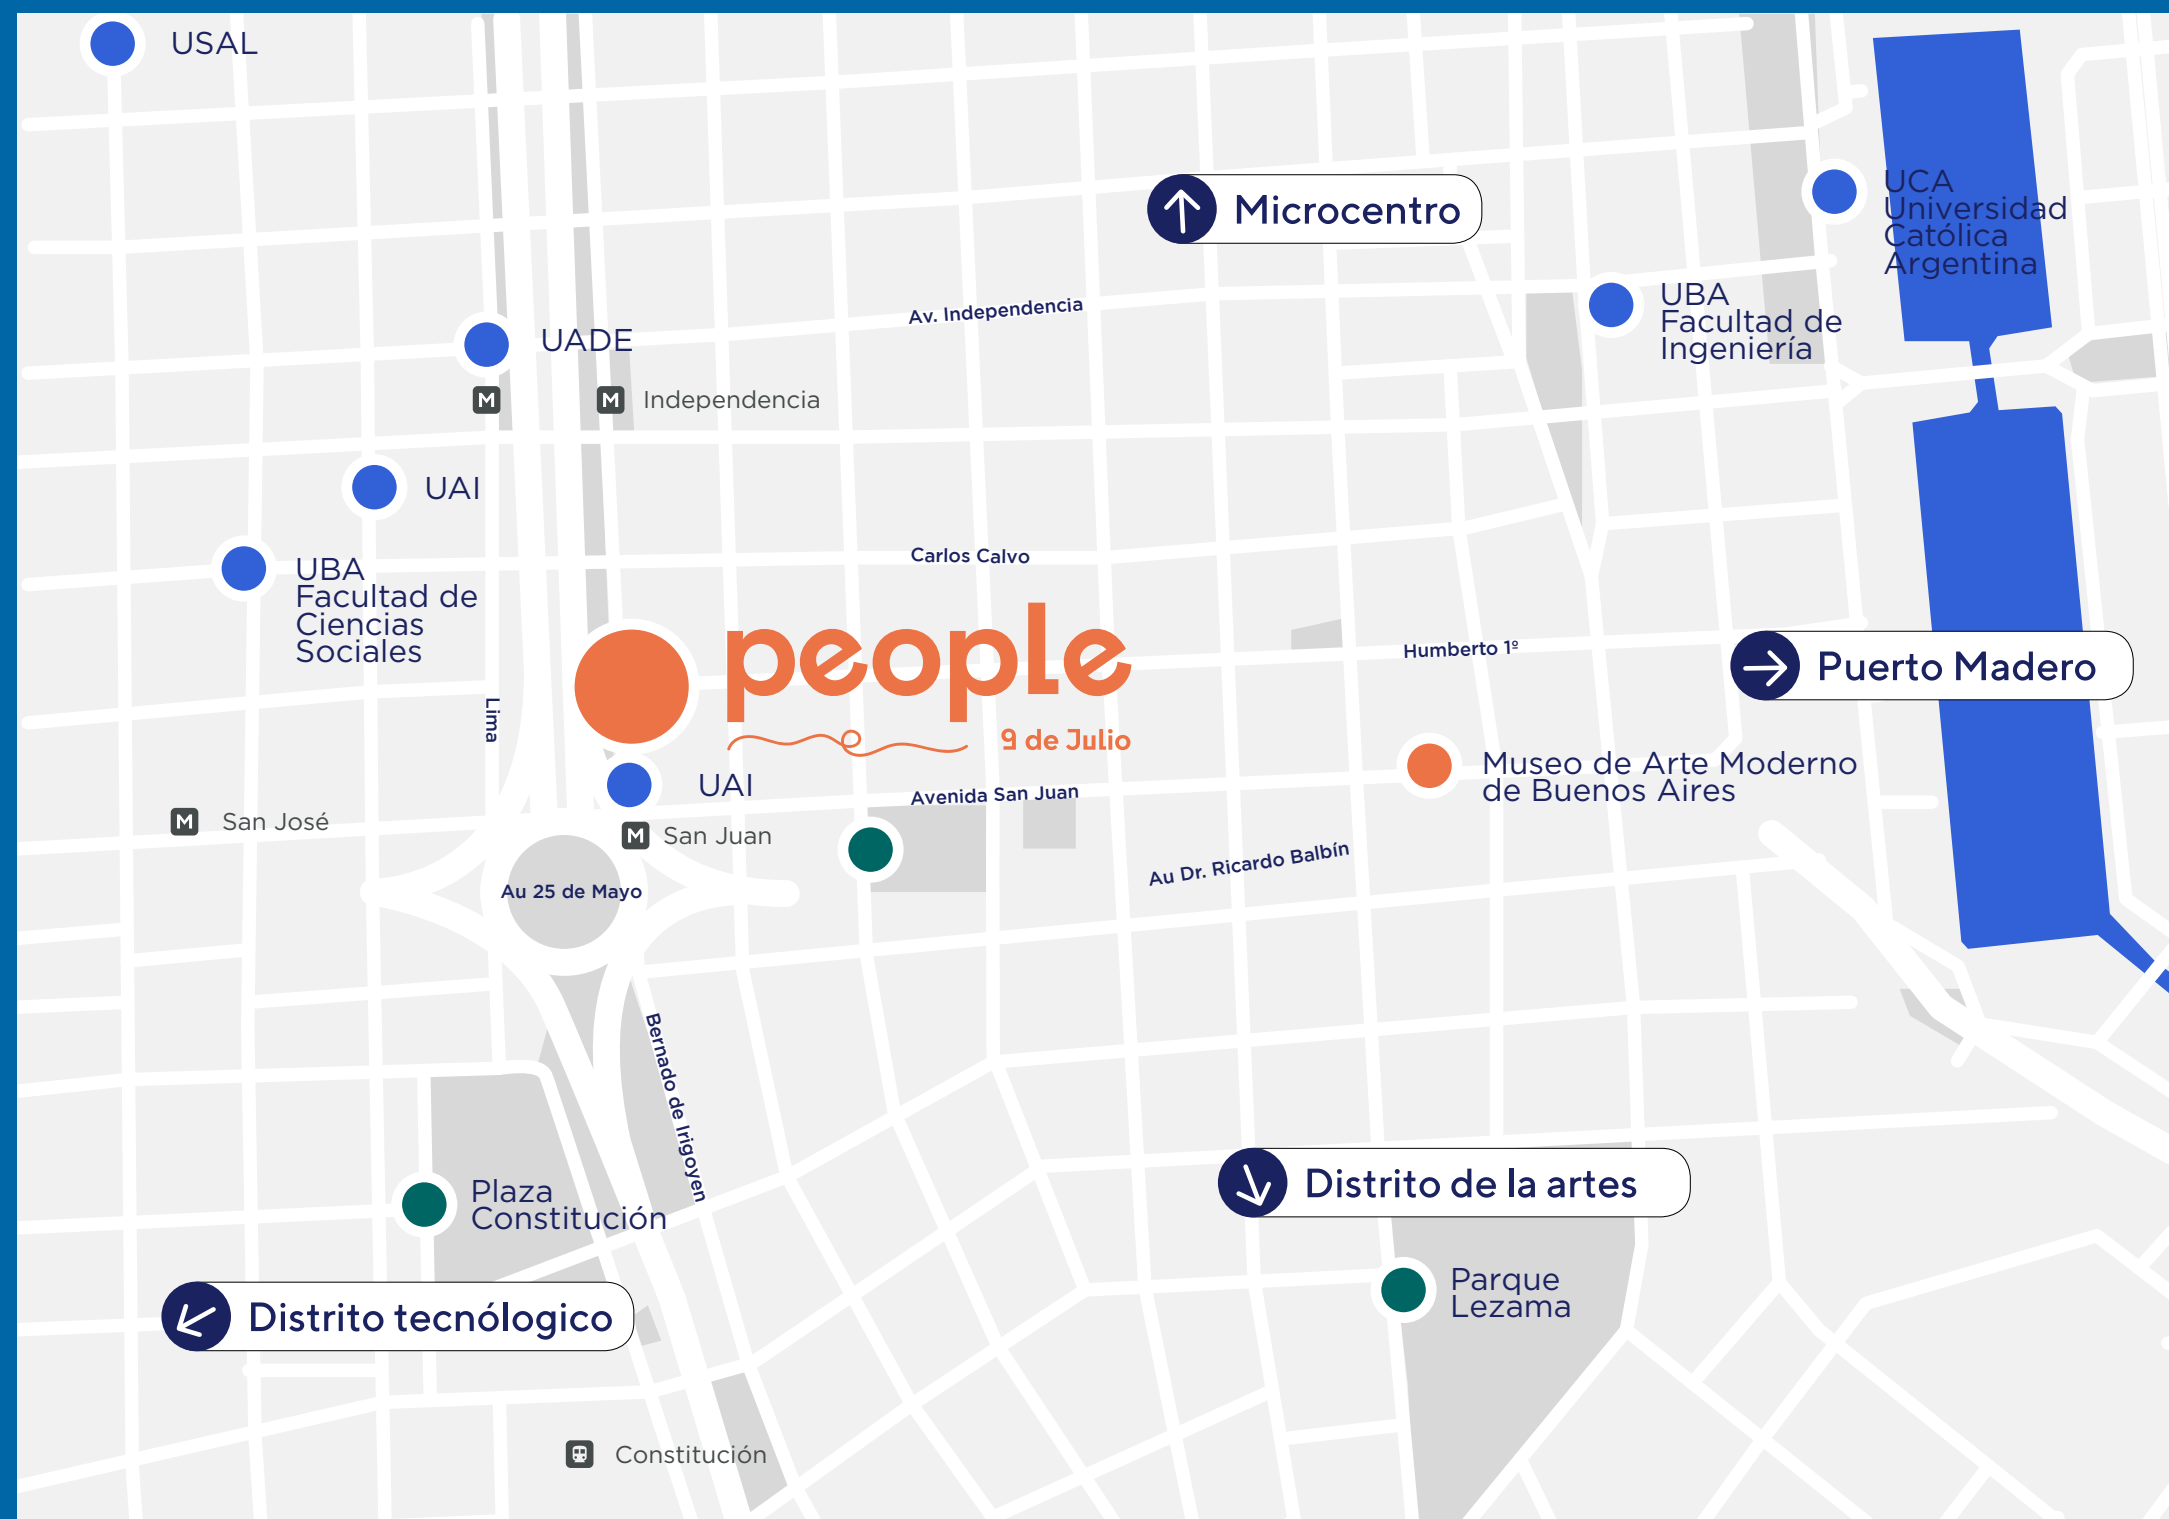 USAL
Microcentro
UCA
Universidad
Católica
Argentina
Av. Independencia
UBA
Facultad de
Ingeniería
UADE
M
M Independencia
UAI
UBA
Facultad de
Ciencias
Sociales
Carlos Calvo
people
9 de Julio
Humberto 1º
Puerto Madero
Lima
UAI
Avenida San Juan
Museo de Arte Moderno
de Buenos Aires
M San José
M San Juan
Au Dr. Ricardo Balbín
Au 25 de Mayo
Bernado de Irigoyen
Plaza
Constitución
Distrito de la artes
Parque
Lezama
Distrito tecnólogico
Constitución